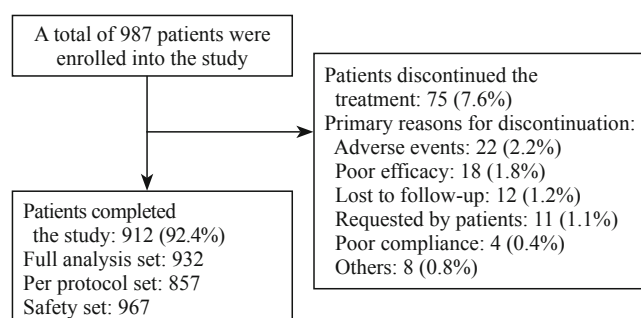 A total of 987 patients were
enrolled into the study
Patients discontinued the
treatment: 75 (7.6%)
Primary reasons for discontinuation:
Adverse events: 22 (2.2%)
Poor efficacy: 18 (1.8%)
Lost to follow-up: 12 (1.2%)
Requested by patients: 11 (1.1%)
Poor compliance: 4 (0.4%)
Others: 8 (0.8%)
Patients completed
the study: 912 (92.4%)
Full analysis set: 932
Per protocol set: 857
Safety set: 967